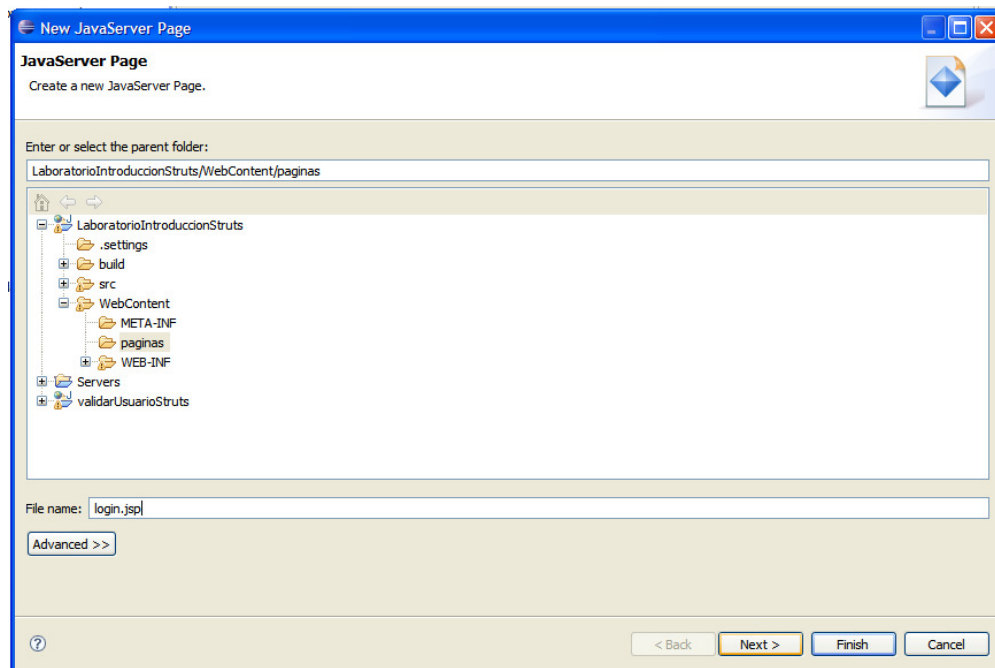 New JavaServer Page
JavaServer Page
Create a new JavaServer Page.
Enter or select the parent folder:
LaboratorioIntroduccionStruts/WebContent/paginas
LaboratorioIntroduccionStruts
.settings
build
src
WebContent
META-INF
paginas
WEB-INF
Servers
validarUsuarioStruts
File name: login.jsp
Advanced >>
? < Back Next > Finish Cancel